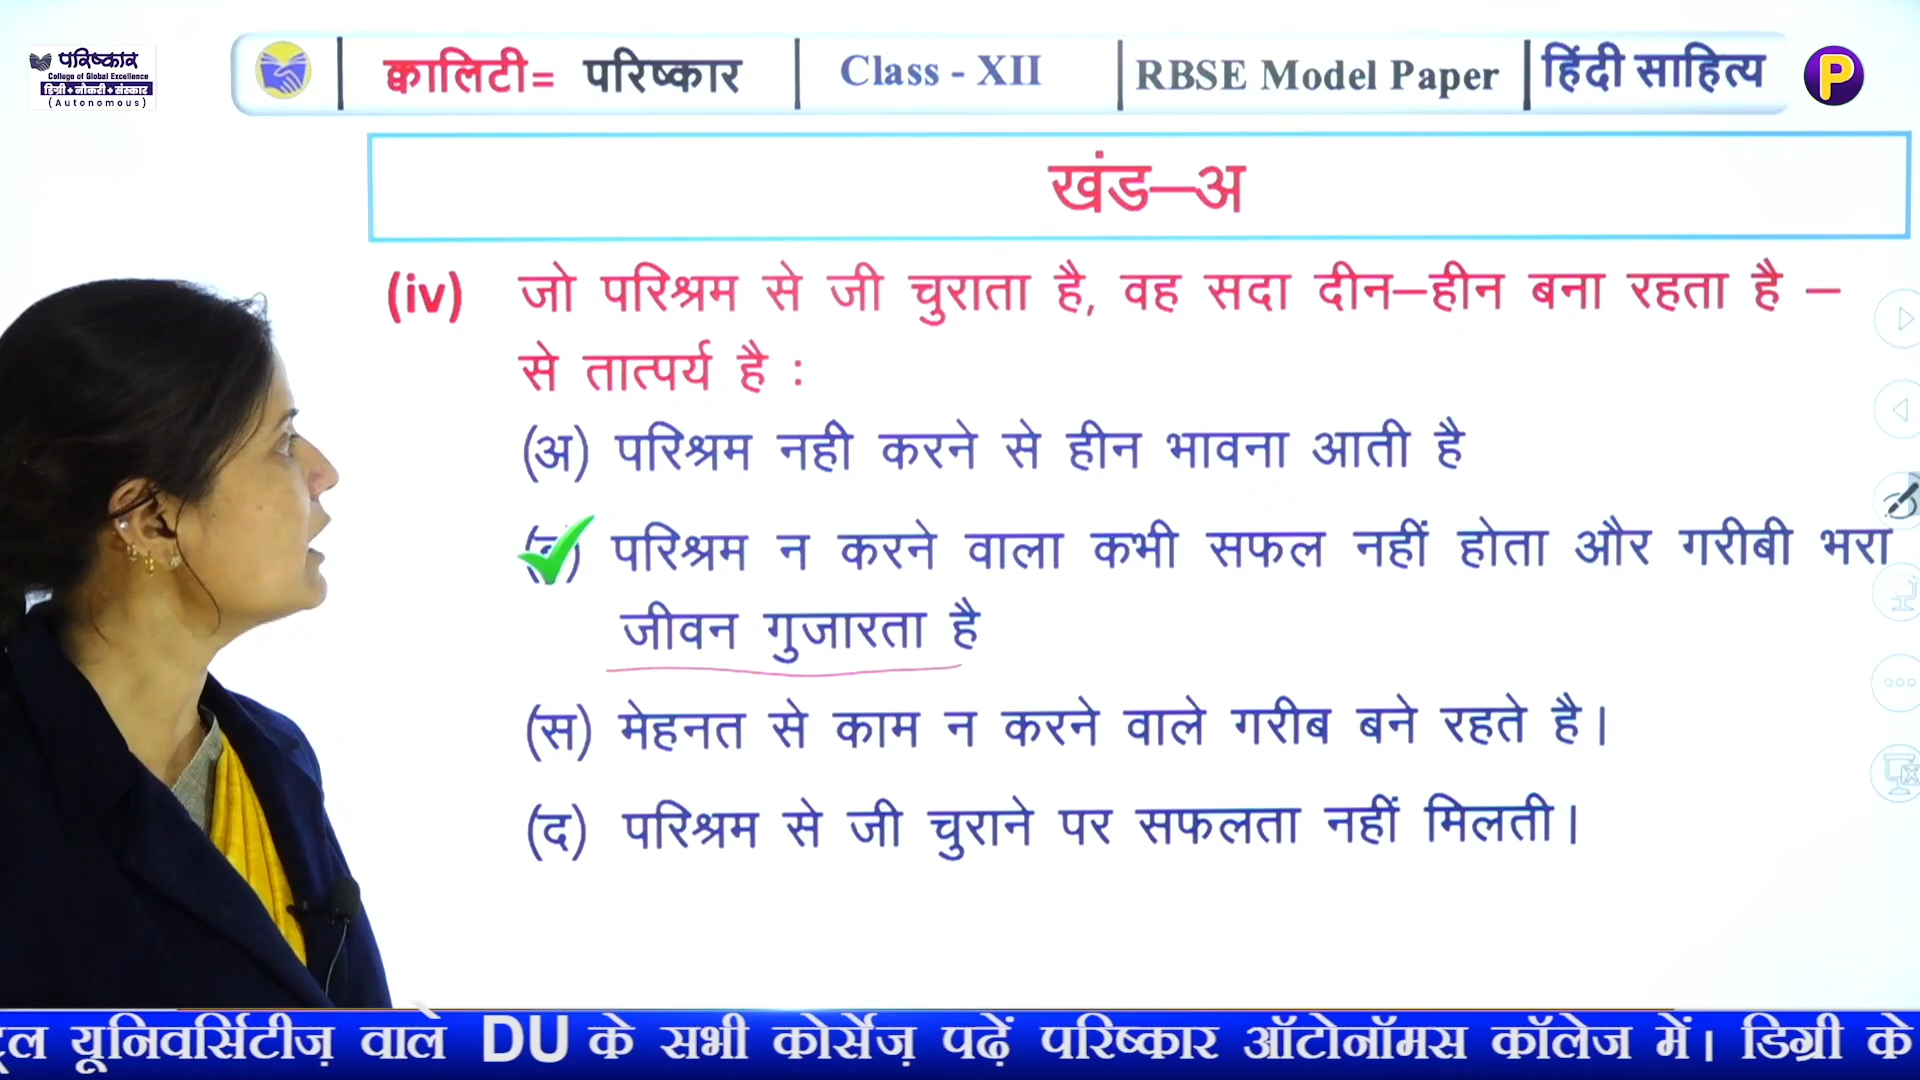 परिष्कार
College of Global Excellence
डिग्री + नौकरी + संस्कार
(Autonomous)
क्वालिटी= परिष्कार
Class - XII
RBSE Model Paper
हिंदी साहित्य
P
खंड–अ
(iv) जो परिश्रम से जी चुराता है, वह सदा दीन–हीन बना रहता है –
से तात्पर्य है :
(अ) परिश्रम नही करने से हीन भावना आती है
परिश्रम न करने वाला कभी सफल नहीं होता और गरीबी भरा
जीवन गुजारता है
(स) मेहनत से काम न करने वाले गरीब बने रहते है।
(द) परिश्रम से जी चुराने पर सफलता नहीं मिलती।
यूनिवर्सिटीज़ वाले DU के सभी कोर्सेज़ पढ़ें परिष्कार ऑटोनॉमस कॉलेज में। डिग्री के